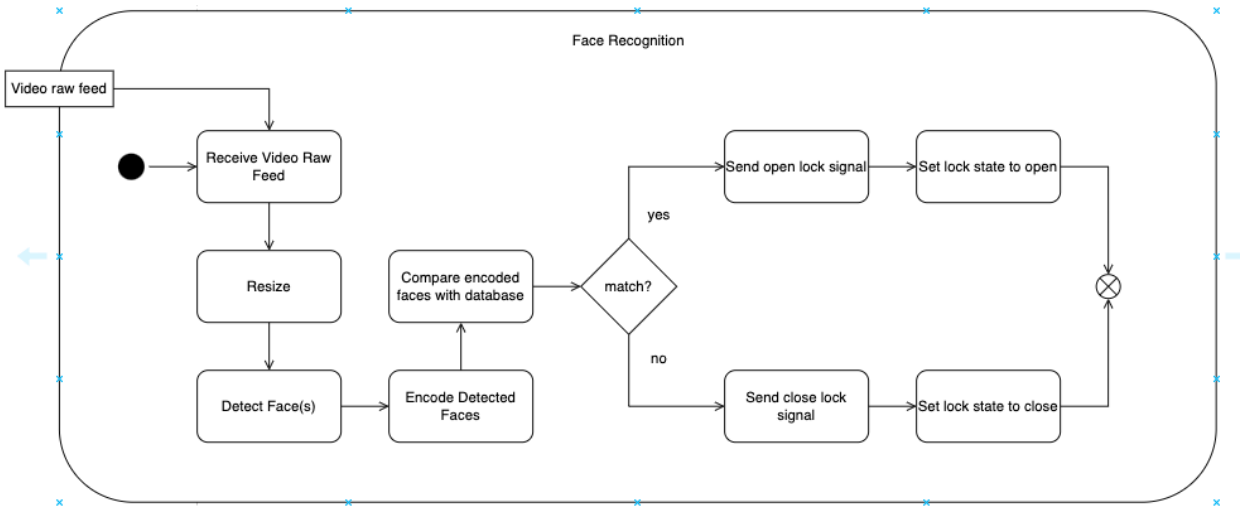 Face Recognition
Video raw feed
Receive Video Raw
Feed
Resize
Detect Face(s)
Encode Detected
Faces
Compare encoded
faces with database
match?
yes
Send open lock signal
Set lock state to open
no
Send close lock
signal
Set lock state to close